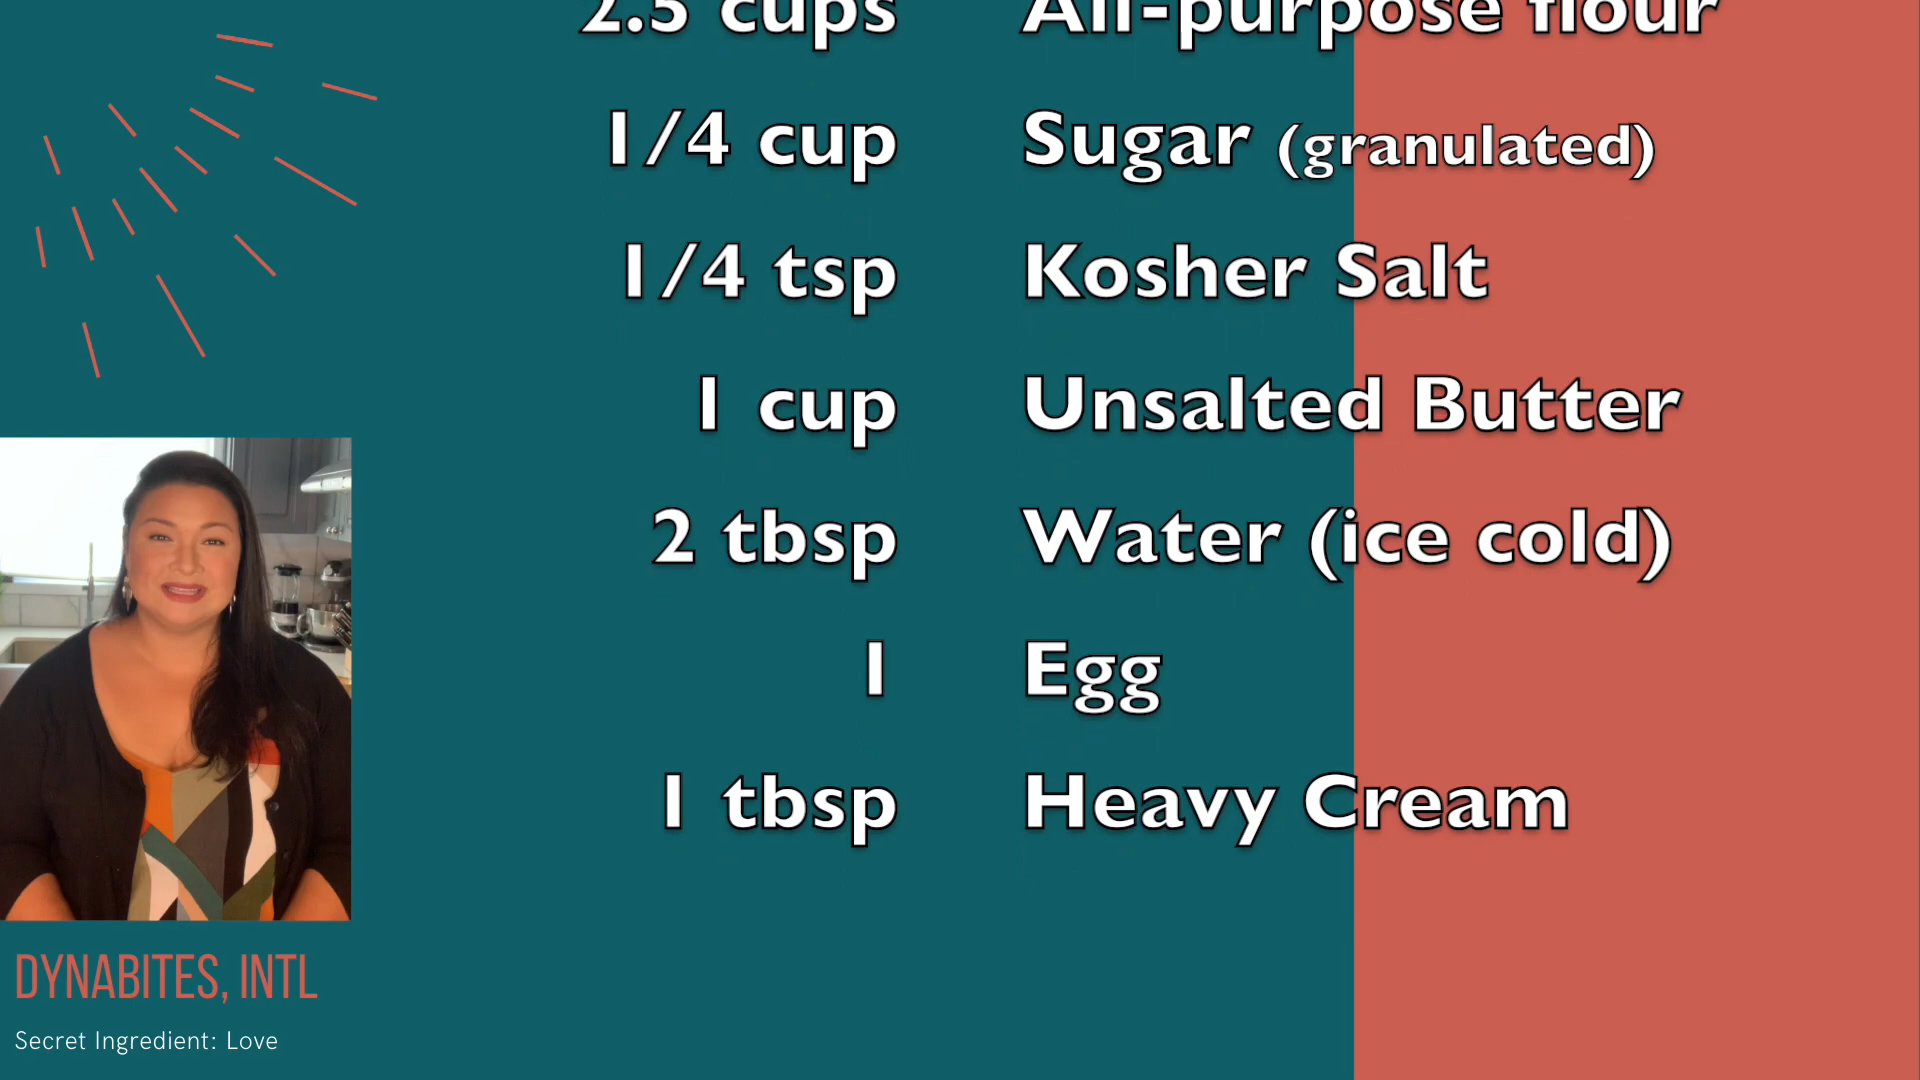 2.5 cups All-purpose flour
1/4 cup Sugar (granulated)
1/4 tsp Kosher Salt
1 cup Unsalted Butter
2 tbsp Water (ice cold)
1 Egg
1 tbsp Heavy Cream
DYNABITES, INTL
Secret Ingredient: Love